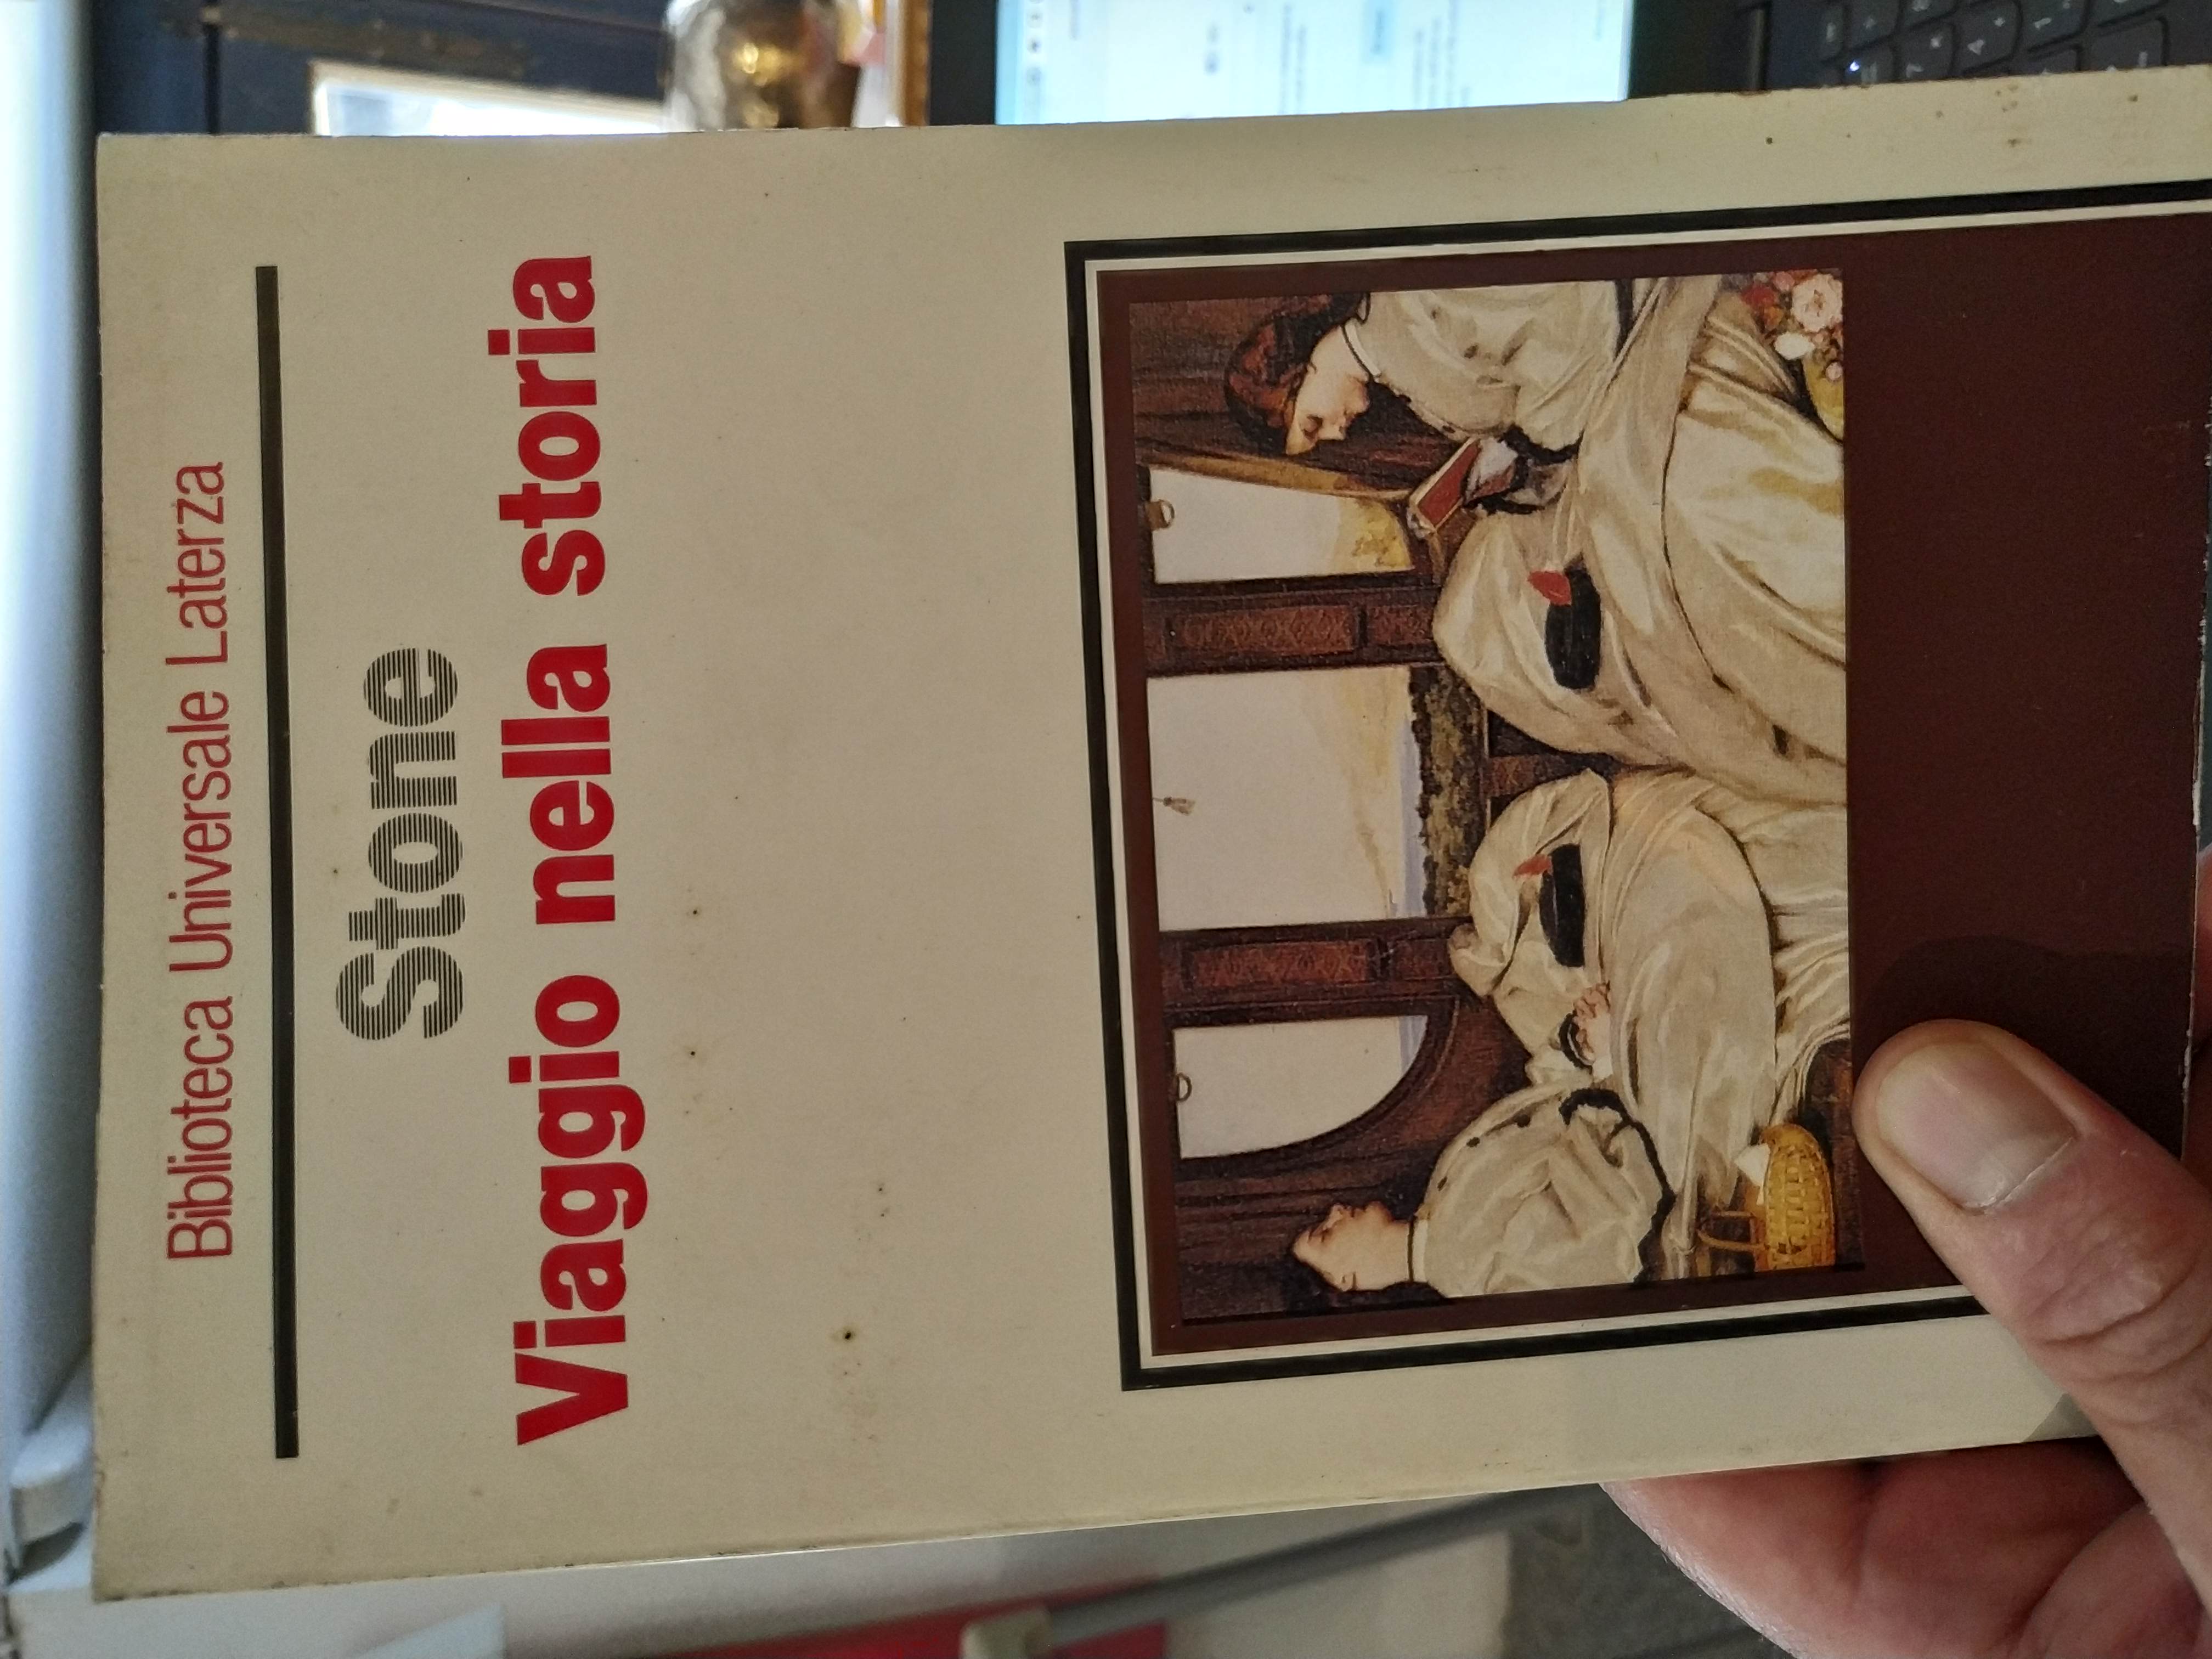 Biblioteca Universale Laterza
Stone
Viaggio nella storia